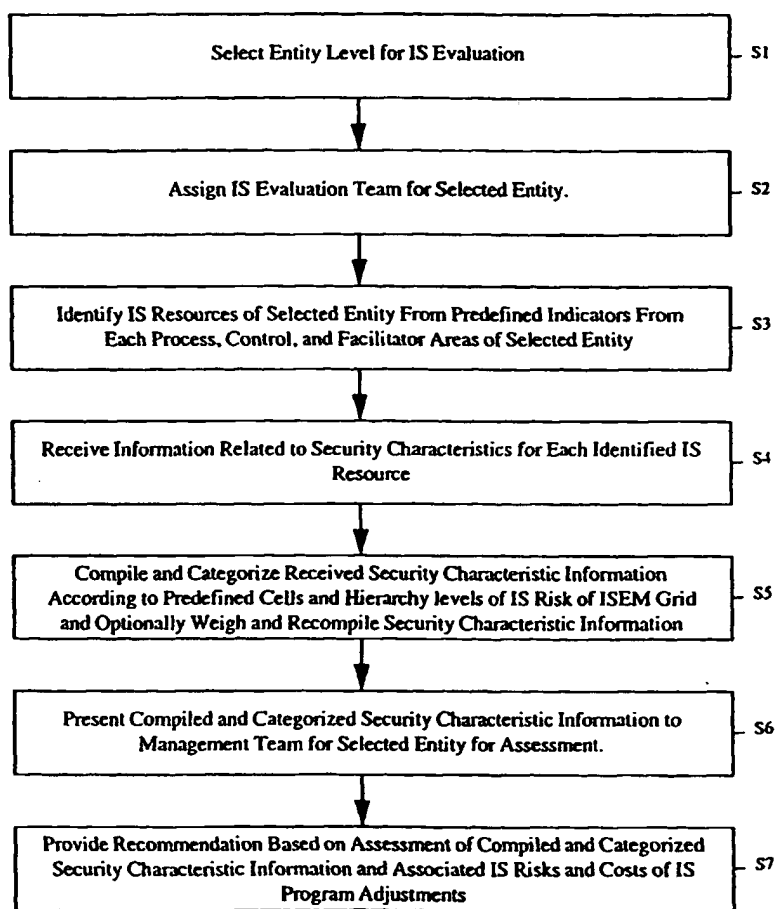 Select Entity Level for IS Evaluation
S1
Assign IS Evaluation Team for Selected Entity.
S2
Identify IS Resources of Selected Entity From Predefined Indicators From
Each Process, Control, and Facilitator Areas of Selected Entity
S3
Receive Information Related to Security Characteristics for Each Identified IS
Resource
S4
Compile and Categorize Received Security Characteristic Information
According to Predefined Cells and Hierarchy levels of IS Risk of ISEM Grid
and Optionally Weigh and Recompile Security Characteristic Information
S5
Present Compiled and Categorized Security Characteristic Information to
Management Team for Selected Entity for Assessment.
S6
Provide Recommendation Based on Assessment of Compiled and Categorized
Security Characteristic Information and Associated IS Risks and Costs of IS
Program Adjustments
S7